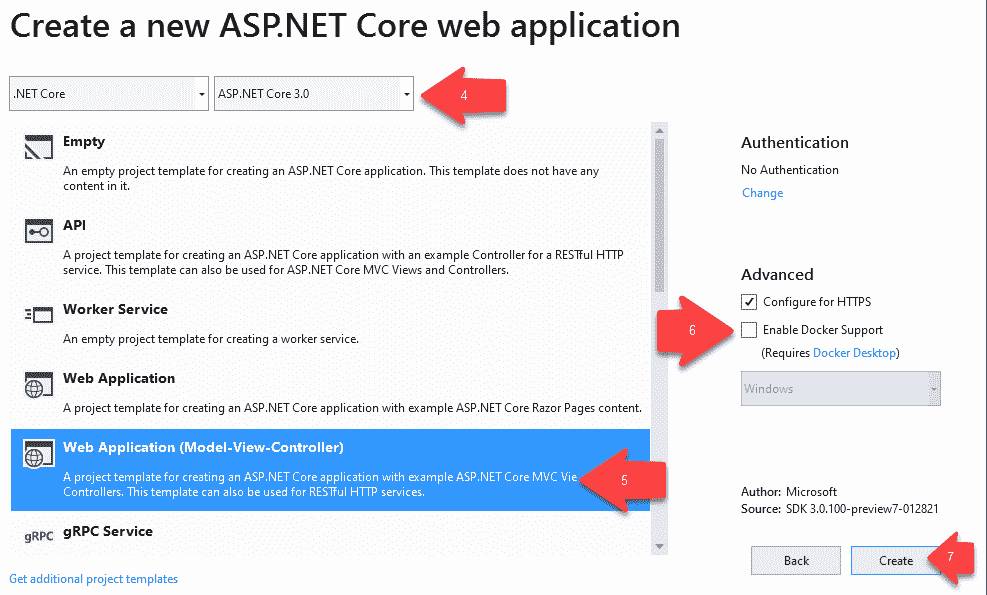 Create a new ASP.NET Core web application
.NET Core
ASP.NET Core 3.0
4
Empty
An empty project template for creating an ASP.NET Core application. This template does not have any
content in it.
API
A project template for creating an ASP.NET Core application with an example Controller for a RESTful HTTP
service. This template can also be used for ASP.NET Core MVC Views and Controllers.
Worker Service
An empty project template for creating a worker service.
Web Application
A project template for creating an ASP.NET Core application with example ASP.NET Core Razor Pages content.
Web Application (Model-View-Controller)
A project template for creating an ASP.NET Core application with example ASP.NET Core MVC Vie
Controllers. This template can also be used for RESTful HTTP services.
5
gRPC
gRPC Service
Get additional project templates
Authentication
No Authentication
Change
Advanced
Configure for HTTPS
6
Enable Docker Support
(Requires Docker Desktop)
Windows
Author: Microsoft
Source: SDK 3.0.100-preview7-012821
Back
Create
7